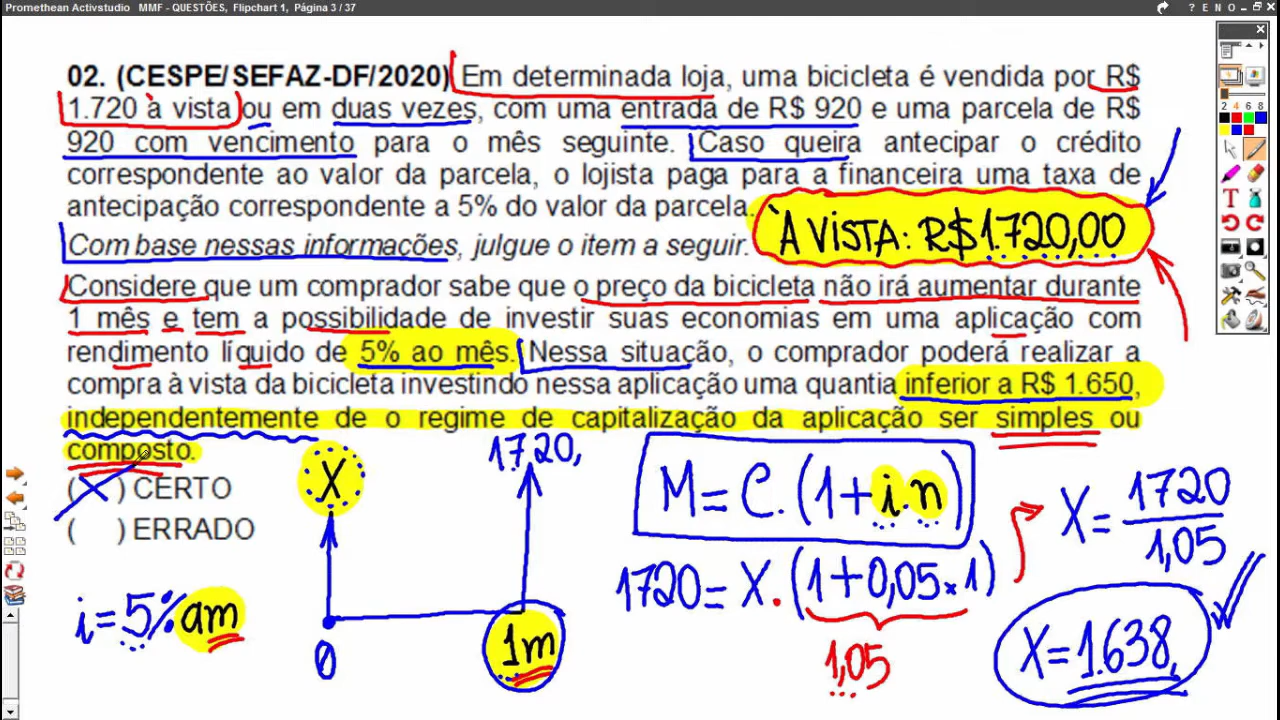 Promethean Activstudio MMF - QUESTÕES, Flipchart 1, Página 3 / 37
? E N O
02. (CESPE/SEFAZ-DF/2020) Em determinada loja, uma bicicleta é vendida por R$
1.720 à vista ou em duas vezes, com uma entrada de R$ 920 e uma parcela de R$
920 com vencimento para o mês seguinte. Caso queira antecipar o crédito
correspondente ao valor da parcela, o lojista paga para a financeira uma taxa de
antecipação correspondente a 5% do valor da parcela.
À VISTA: R$1.720,00
Com base nessas informações, julgue o item a seguir.
Considere que um comprador sabe que o preço da bicicleta não irá aumentar durante
1 mês e tem a possibilidade de investir suas economias em uma aplicação com
rendimento líquido de 5% ao mês. Nessa situação, o comprador poderá realizar a
compra à vista da bicicleta investindo nessa aplicação uma quantia inferior a R$ 1.650,
independentemente de o regime de capitalização da aplicação ser simples ou
composto.
(X) CERTO
( ) ERRADO
X
1720,
M=C.(1+i.n)
X=1720/1,05
1720=X.(1+0,05×1)
1,05
i=5% am
0
1m
X=1.638,
2 4 6 8
T